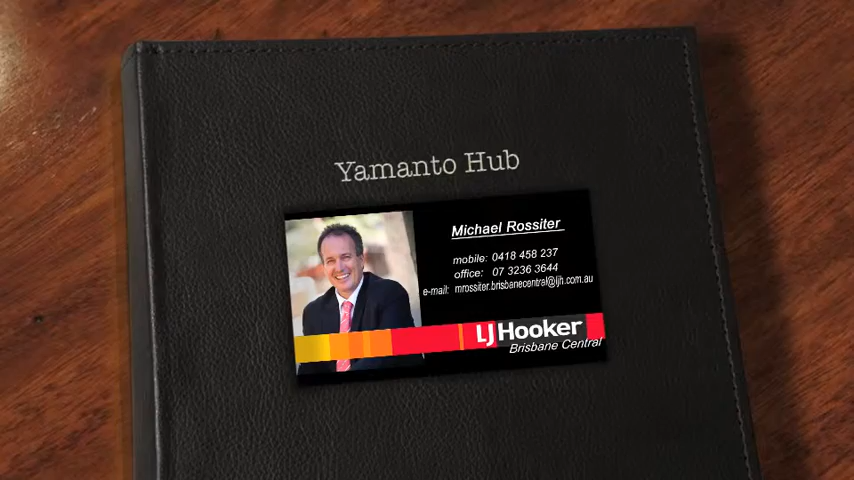 Yamanto Hub
Michael Rossiter
mobile: 0418 458 237
office: 07 3236 3644
e-mail: mrossiter.brisbanecentral@ljh.com.au
LJ Hooker
Brisbane Central